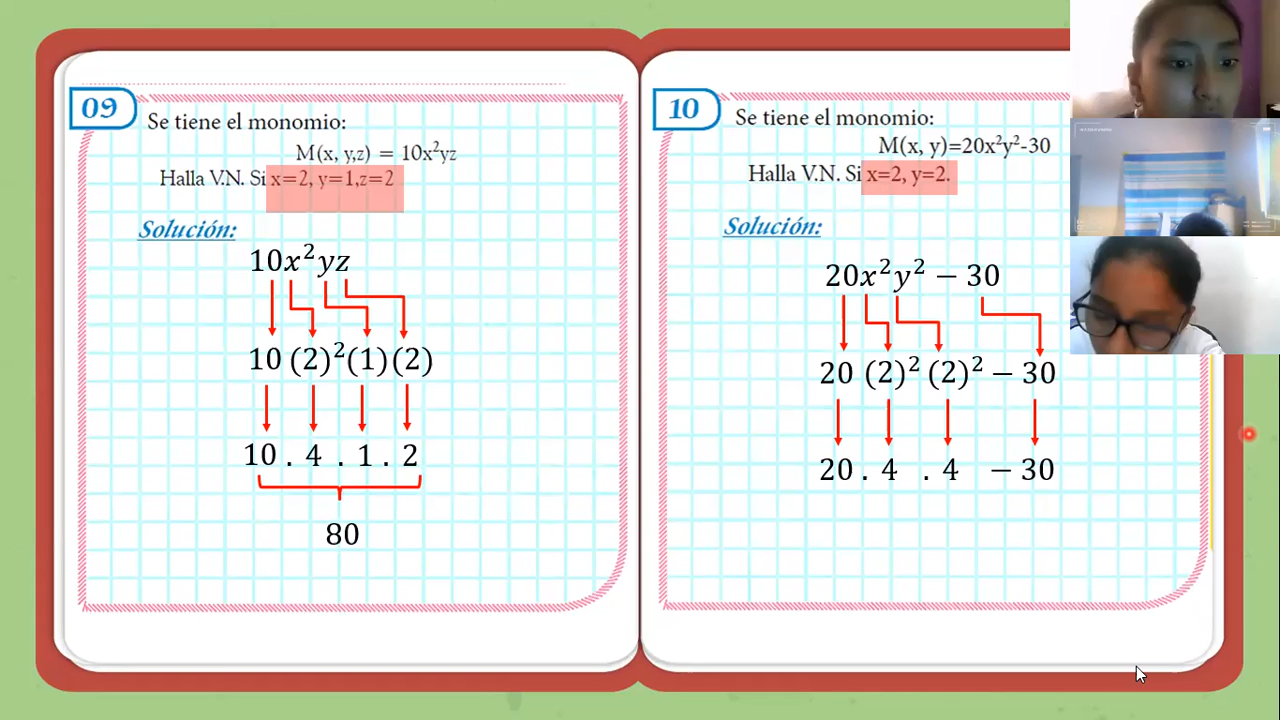 09
Se tiene el monomio:
M(x, y,z) = 10x²yz
Halla V.N. Si x=2, y=1,z=2
Solución:
10x²yz
10 (2)²(1)(2)
10 . 4 . 1 . 2
80
10
Se tiene el monomio:
M(x, y)=20x²y²-30
Halla V.N. Si x=2, y=2.
Solución:
20x²y² − 30
20 (2)² (2)² − 30
20 . 4 . 4 − 30